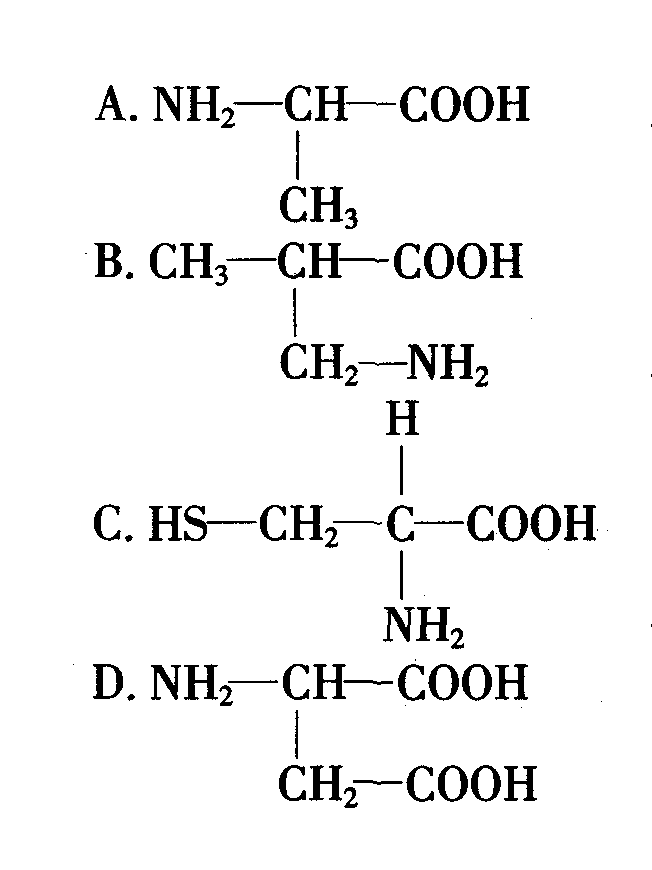 A. NH₂—CH—COOH
CH₃
B. CH₃—CH—COOH
CH₂—NH₂
H
C. HS—CH₂—C—COOH
NH₂
D. NH₂—CH—COOH
CH₂—COOH